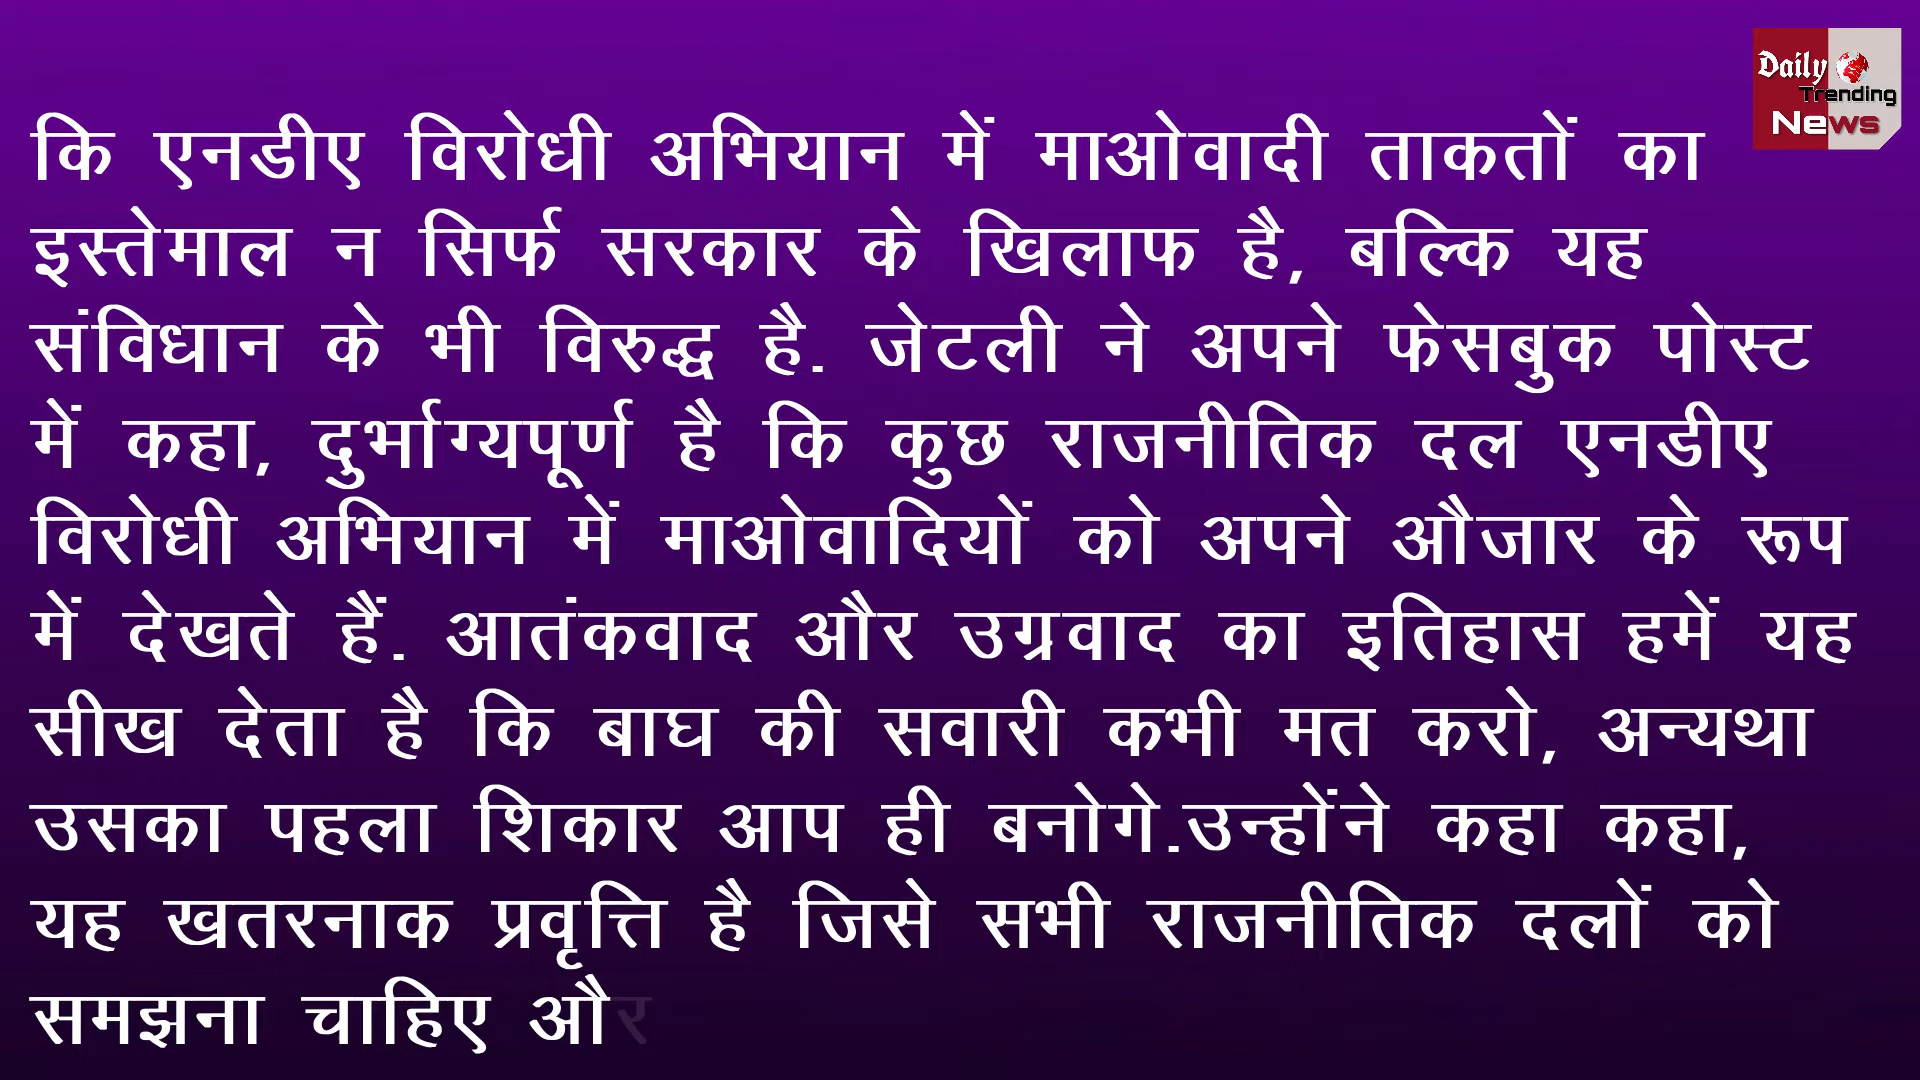 Daily
Trending
News
कि एनडीए विरोधी अभियान में माओवादी ताकतों का
इस्तेमाल न सिर्फ सरकार के खिलाफ है, बल्कि यह
संविधान के भी विरुद्ध है. जेटली ने अपने फेसबुक पोस्ट
में कहा, दुर्भाग्यपूर्ण है कि कुछ राजनीतिक दल एनडीए
विरोधी अभियान में माओवादियों को अपने औजार के रूप
में देखते हैं. आतंकवाद और उग्रवाद का इतिहास हमें यह
सीख देता है कि बाघ की सवारी कभी मत करो, अन्यथा
उसका पहला शिकार आप ही बनोगे.उन्होंने कहा कहा,
यह खतरनाक प्रवृत्ति है जिसे सभी राजनीतिक दलों को
समझना चाहिए और